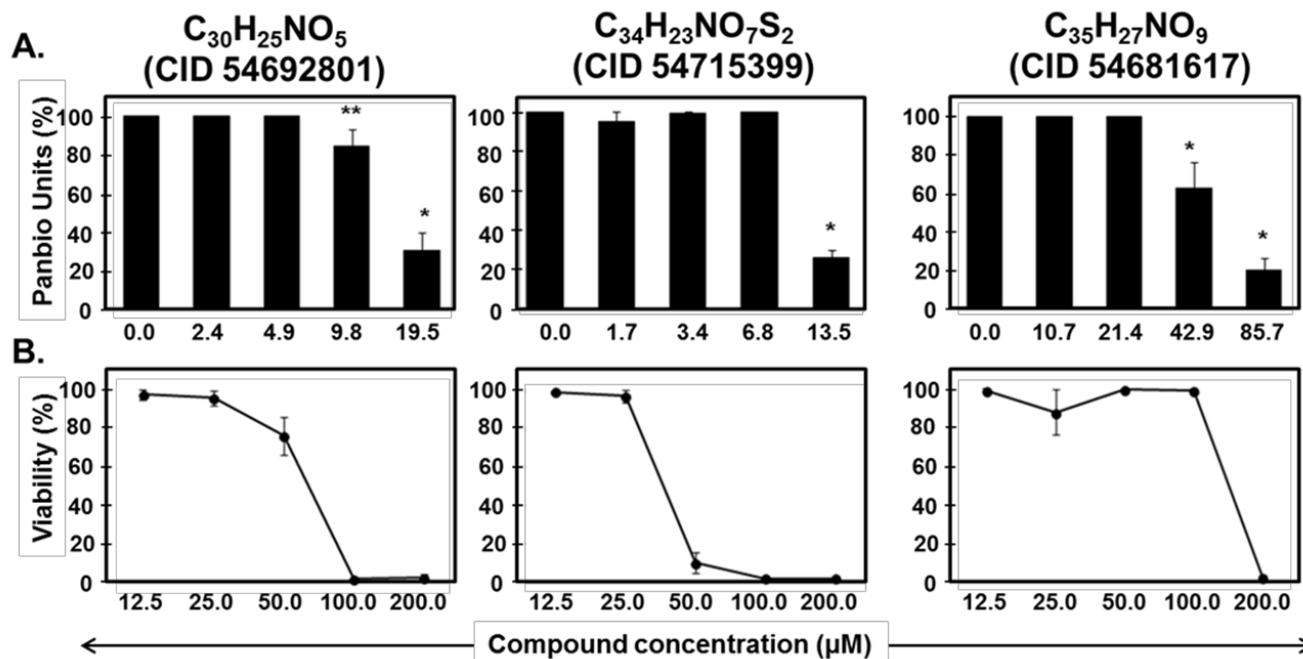 A.
C30H25NO5
(CID 54692801)
C34H23NO7S2
(CID 54715399)
C35H27NO9
(CID 54681617)
Panbio Units (%)
100
80
60
40
20
0
**
*
0.0 2.4 4.9 9.8 19.5
100
80
60
40
20
0
*
0.0 1.7 3.4 6.8 13.5
100
80
60
40
20
0
*
*
0.0 10.7 21.4 42.9 85.7
B.
Viability (%)
100
80
60
40
20
0
12.5 25.0 50.0 100.0 200.0
100
80
60
40
20
0
12.5 25.0 50.0 100.0 200.0
100
80
60
40
20
0
12.5 25.0 50.0 100.0 200.0
Compound concentration (µM)